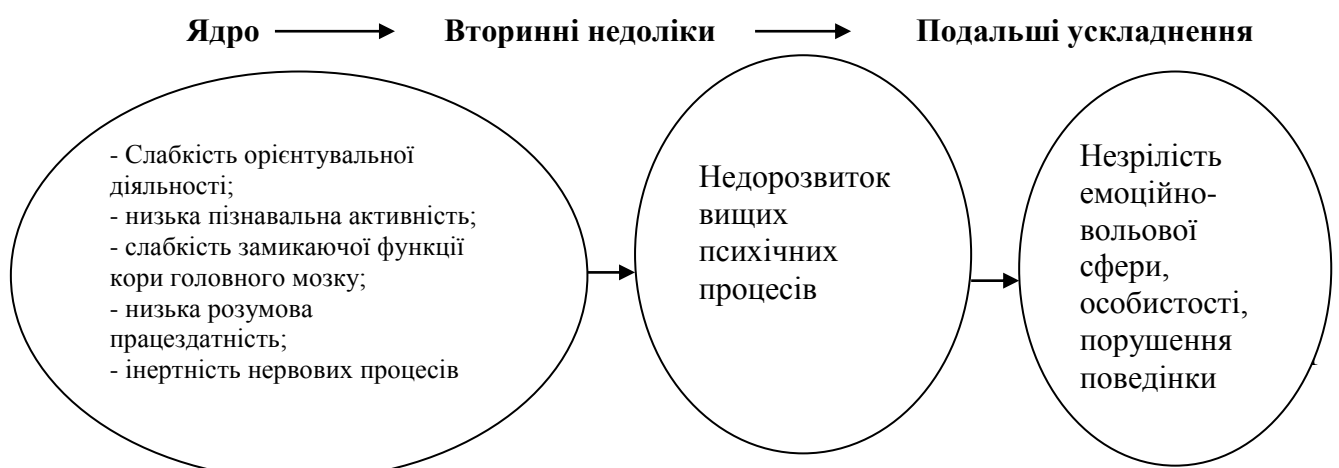 Ядро Вторинні недоліки Подальші ускладнення
- Слабкість орієнтувальної
діяльності;
- низька пізнавальна активність;
- слабкість замикаючої функції
кори головного мозку;
- низька розумова
працездатність;
- інертність нервових процесів
Недорозвиток
вищих
психічних
процесів
Незрілість
емоційно-
вольової
сфери,
особистості,
порушення
поведінки